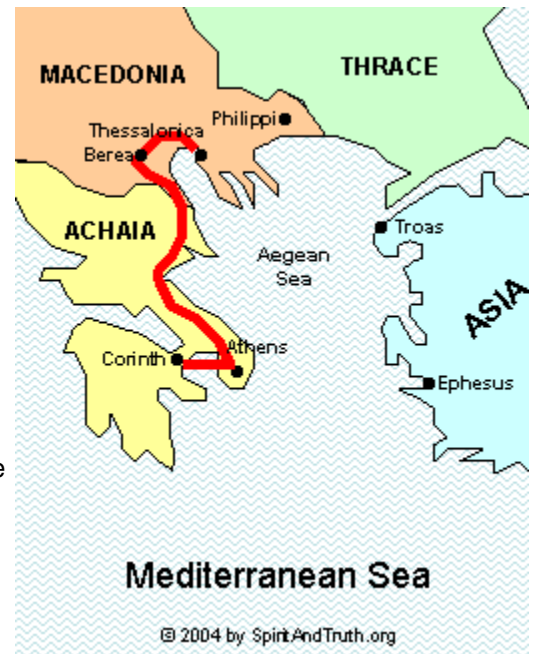 MACEDONIA
THRACE
Philippi
Thessalonica
Berea
ACHAIA
Troas
Aegean
Sea
ASIA
Athens
Corinth
Ephesus
e
Mediterranean Sea
© 2004 by SpiritAndTruth.org